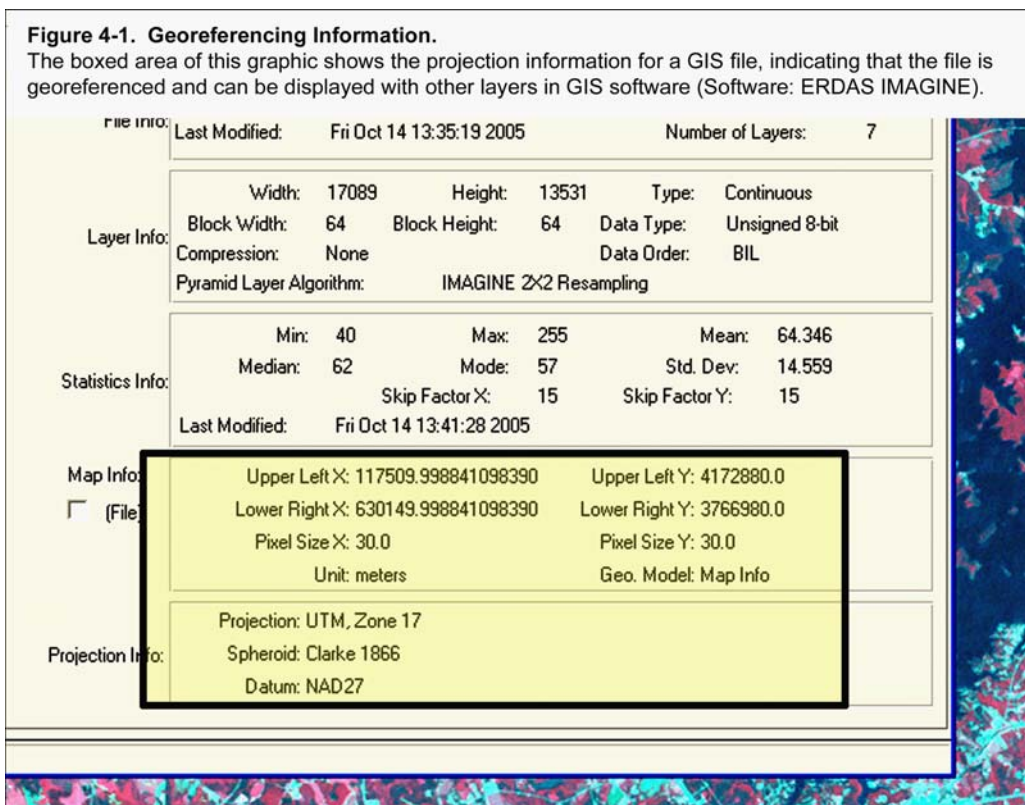 Figure 4-1. Georeferencing Information.
The boxed area of this graphic shows the projection information for a GIS file, indicating that the file is
georeferenced and can be displayed with other layers in GIS software (Software: ERDAS IMAGINE).
File Info: Last Modified: Fri Oct 14 13:35:19 2005 Number of Layers: 7
Width: 17089 Height: 13531 Type: Continuous
Block Width: 64 Block Height: 64 Data Type: Unsigned 8-bit
Layer Info:
Compression: None Data Order: BIL
Pyramid Layer Algorithm: IMAGINE 2X2 Resampling
Min: 40 Max: 255 Mean: 64.346
Median: 62 Mode: 57 Std. Dev: 14.559
Statistics Info:
Skip Factor X: 15 Skip Factor Y: 15
Last Modified: Fri Oct 14 13:41:28 2005
Map Info: Upper Left X: 117509.998841098390 Upper Left Y: 4172880.0
(File) Lower Right X: 630149.998841098390 Lower Right Y: 3766980.0
Pixel Size X: 30.0 Pixel Size Y: 30.0
Unit: meters Geo. Model: Map Info
Projection: UTM, Zone 17
Projection Info: Spheroid: Clarke 1866
Datum: NAD27